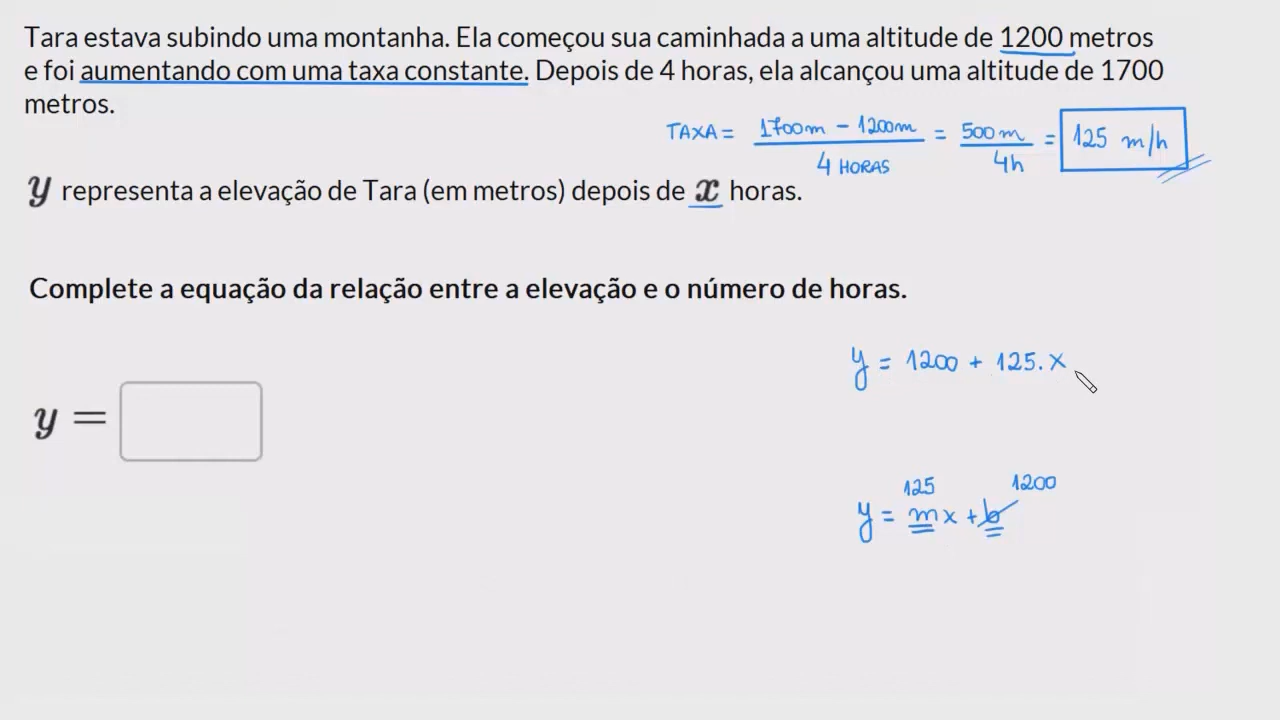 Tara estava subindo uma montanha. Ela começou sua caminhada a uma altitude de 1200 metros
e foi aumentando com uma taxa constante. Depois de 4 horas, ela alcançou uma altitude de 1700
metros.
TAXA = 1700m - 1200m / 4 HORAS = 500m / 4h = 125 m/h
y representa a elevação de Tara (em metros) depois de x horas.
Complete a equação da relação entre a elevação e o número de horas.
y = 1200 + 125.x
y =
125 1200
y = mx + b